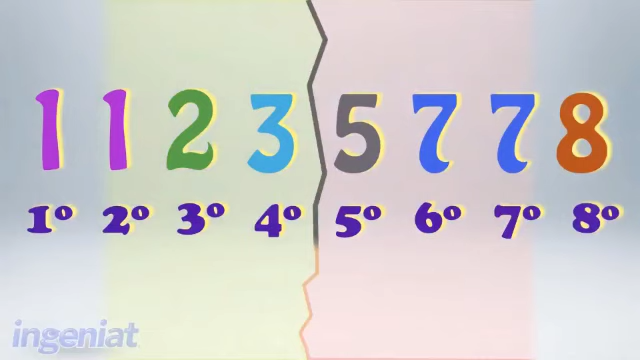 1 1 2 3 5 7 7 8
1º 2º 3º 4º 5º 6º 7º 8º
ingeniat